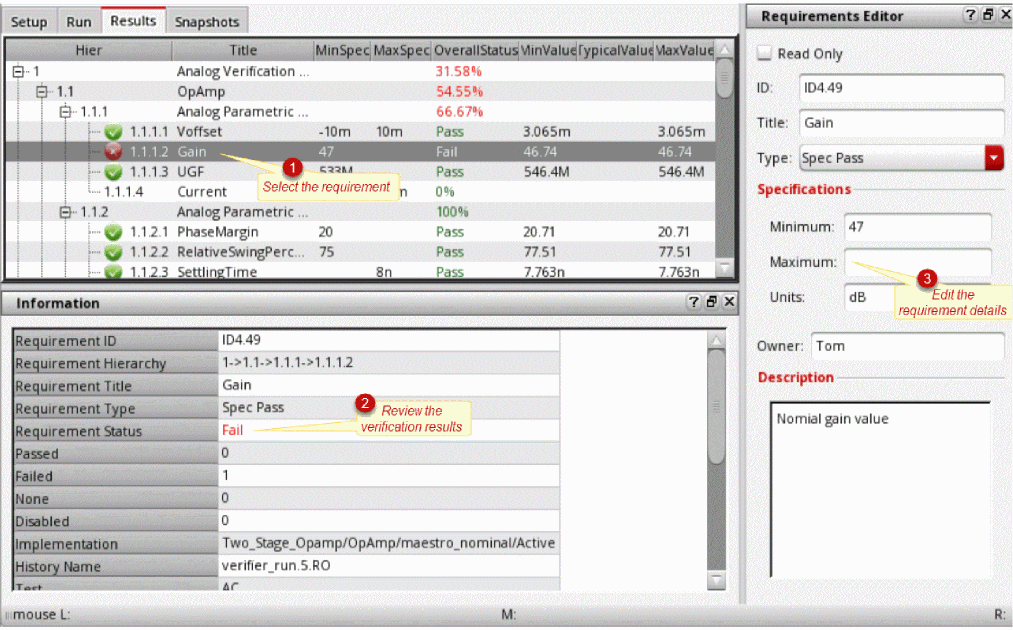 Setup Run Results Snapshots
Hier Title MinSpec MaxSpec OverallStatus MinValue TypicalValue MaxValue
1 Analog Verification ... 31.58%
1.1 OpAmp 54.55%
1.1.1 Analog Parametric ... 66.67%
1.1.1.1 Voffset -10m 10m Pass 3.065m 3.065m
1.1.1.2 Gain 47 Fail 46.74 46.74
1.1.1.3 UGF 533M Pass 546.4M 546.4M
1.1.1.4 Current n 0%
1.1.2 Analog Parametric ... 100%
1.1.2.1 PhaseMargin 20 Pass 20.71 20.71
1.1.2.2 RelativeSwingPerc... 75 Pass 77.51 77.51
1.1.2.3 SettlingTime 8n Pass 7.763n 7.763n
1
Select the requirement
Information ?
Requirement ID ID4.49
Requirement Hierarchy 1->1.1->1.1.1->1.1.1.2
Requirement Title Gain
Requirement Type Spec Pass
Requirement Status Fail
Passed 0
Failed 1
None 0
Disabled 0
Implementation Two_Stage_Opamp/OpAmp/maestro_nominal/Active
History Name verifier_run.5.RO
Test AC
2
Review the
verification results
Requirements Editor ?
Read Only
ID: ID4.49
Title: Gain
Type: Spec Pass
Specifications
Minimum: 47
Maximum:
Units: dB
3
Edit the
requirement details
Owner: Tom
Description
Nomial gain value
mouse L: M: R: